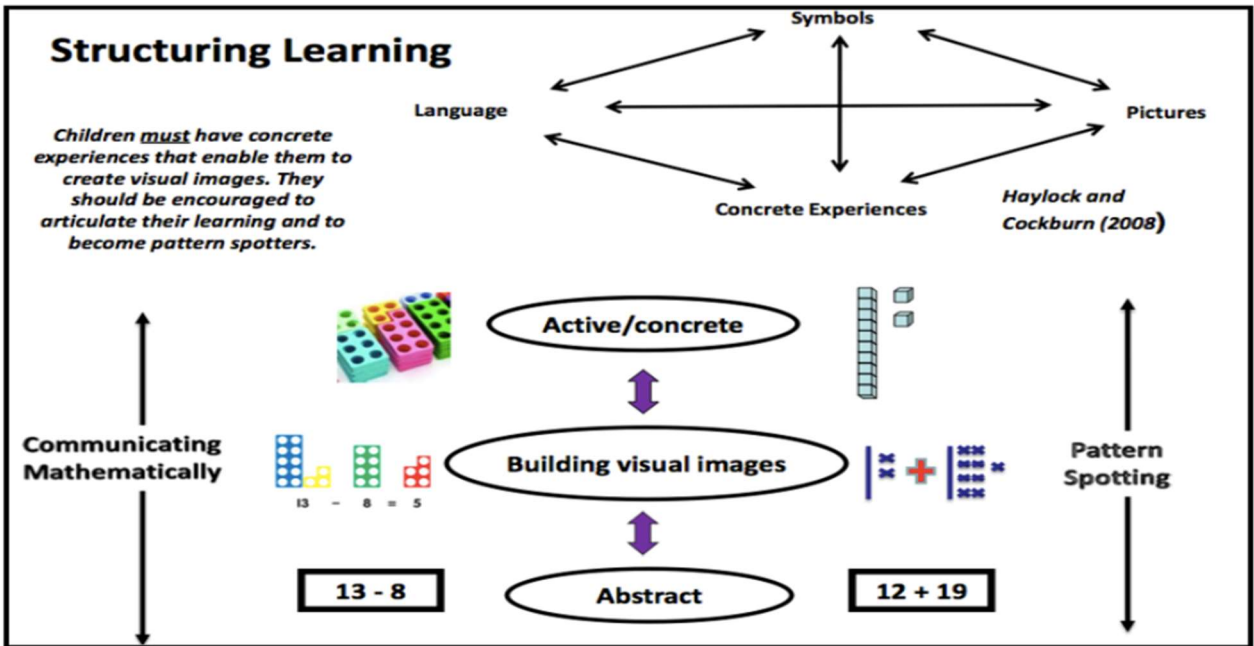 Structuring Learning
Symbols
Language
Pictures
Concrete Experiences
Haylock and
Cockburn (2008)
Children must have concrete
experiences that enable them to
create visual images. They
should be encouraged to
articulate their learning and to
become pattern spotters.
Active/concrete
Communicating
Mathematically
Building visual images
13 - 8 = 5
Pattern
Spotting
13 - 8
Abstract
12 + 19